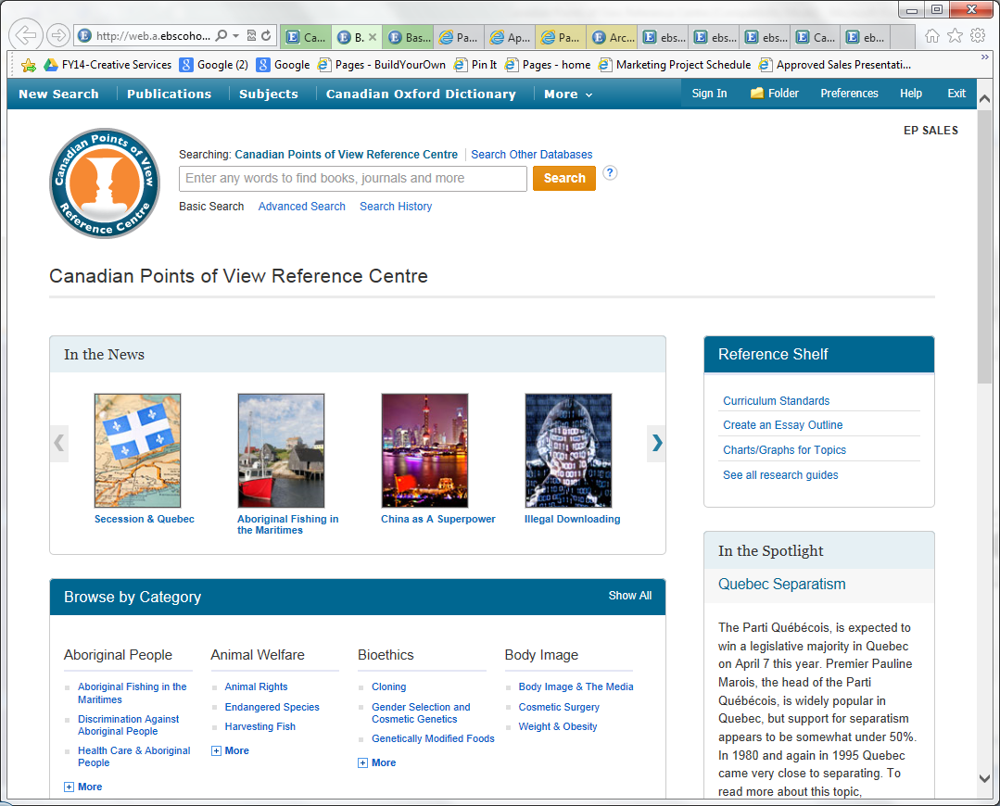 http://web.a.ebscoho...
Ca...
B.
Bas...
Pa...
Ap...
Pa...
Arc...
ebs...
ebs...
ebs...
Ca...
eb...
FY14-Creative Services
Google (2)
Google
Pages - BuildYourOwn
Pin It
Pages - home
Marketing Project Schedule
Approved Sales Presentati...
New Search
Publications
Subjects
Canadian Oxford Dictionary
More
Sign In
Folder
Preferences
Help
Exit
EP SALES
Canadian Points of View
Reference Centre
Searching: Canadian Points of View Reference Centre
Search Other Databases
Enter any words to find books, journals and more
Search
?
Basic Search
Advanced Search
Search History
Canadian Points of View Reference Centre
In the News
Secession & Quebec
Aboriginal Fishing in
the Maritimes
China as A Superpower
Illegal Downloading
Reference Shelf
Curriculum Standards
Create an Essay Outline
Charts/Graphs for Topics
See all research guides
Browse by Category
Show All
Aboriginal People
Aboriginal Fishing in the
Maritimes
Discrimination Against
Aboriginal People
Health Care & Aboriginal
People
More
Animal Welfare
Animal Rights
Endangered Species
Harvesting Fish
More
Bioethics
Cloning
Gender Selection and
Cosmetic Genetics
Genetically Modified Foods
More
Body Image
Body Image & The Media
Cosmetic Surgery
Weight & Obesity
In the Spotlight
Quebec Separatism
The Parti Québécois, is expected to
win a legislative majority in Quebec
on April 7 this year. Premier Pauline
Marois, the head of the Parti
Québécois, is widely popular in
Quebec, but support for separatism
appears to be somewhat under 50%.
In 1980 and again in 1995 Quebec
came very close to separating. To
read more about this topic,